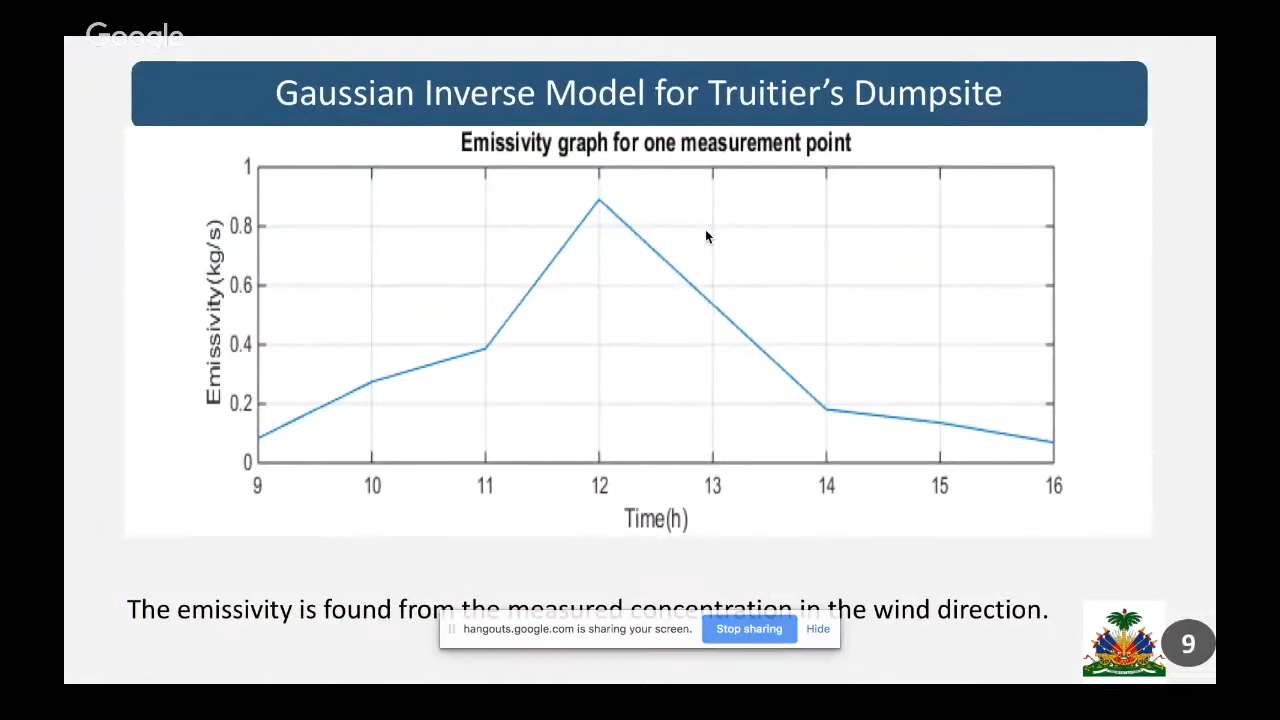 Google
Gaussian Inverse Model for Truitier’s Dumpsite
Emissivity graph for one measurement point
Emissivity(kg/s)
1
0.8
0.6
0.4
0.2
0
9 10 11 12 13 14 15 16
Time(h)
The emissivity is found from the measured concentration in the wind direction.
hangouts.google.com is sharing your screen. Stop sharing Hide
9